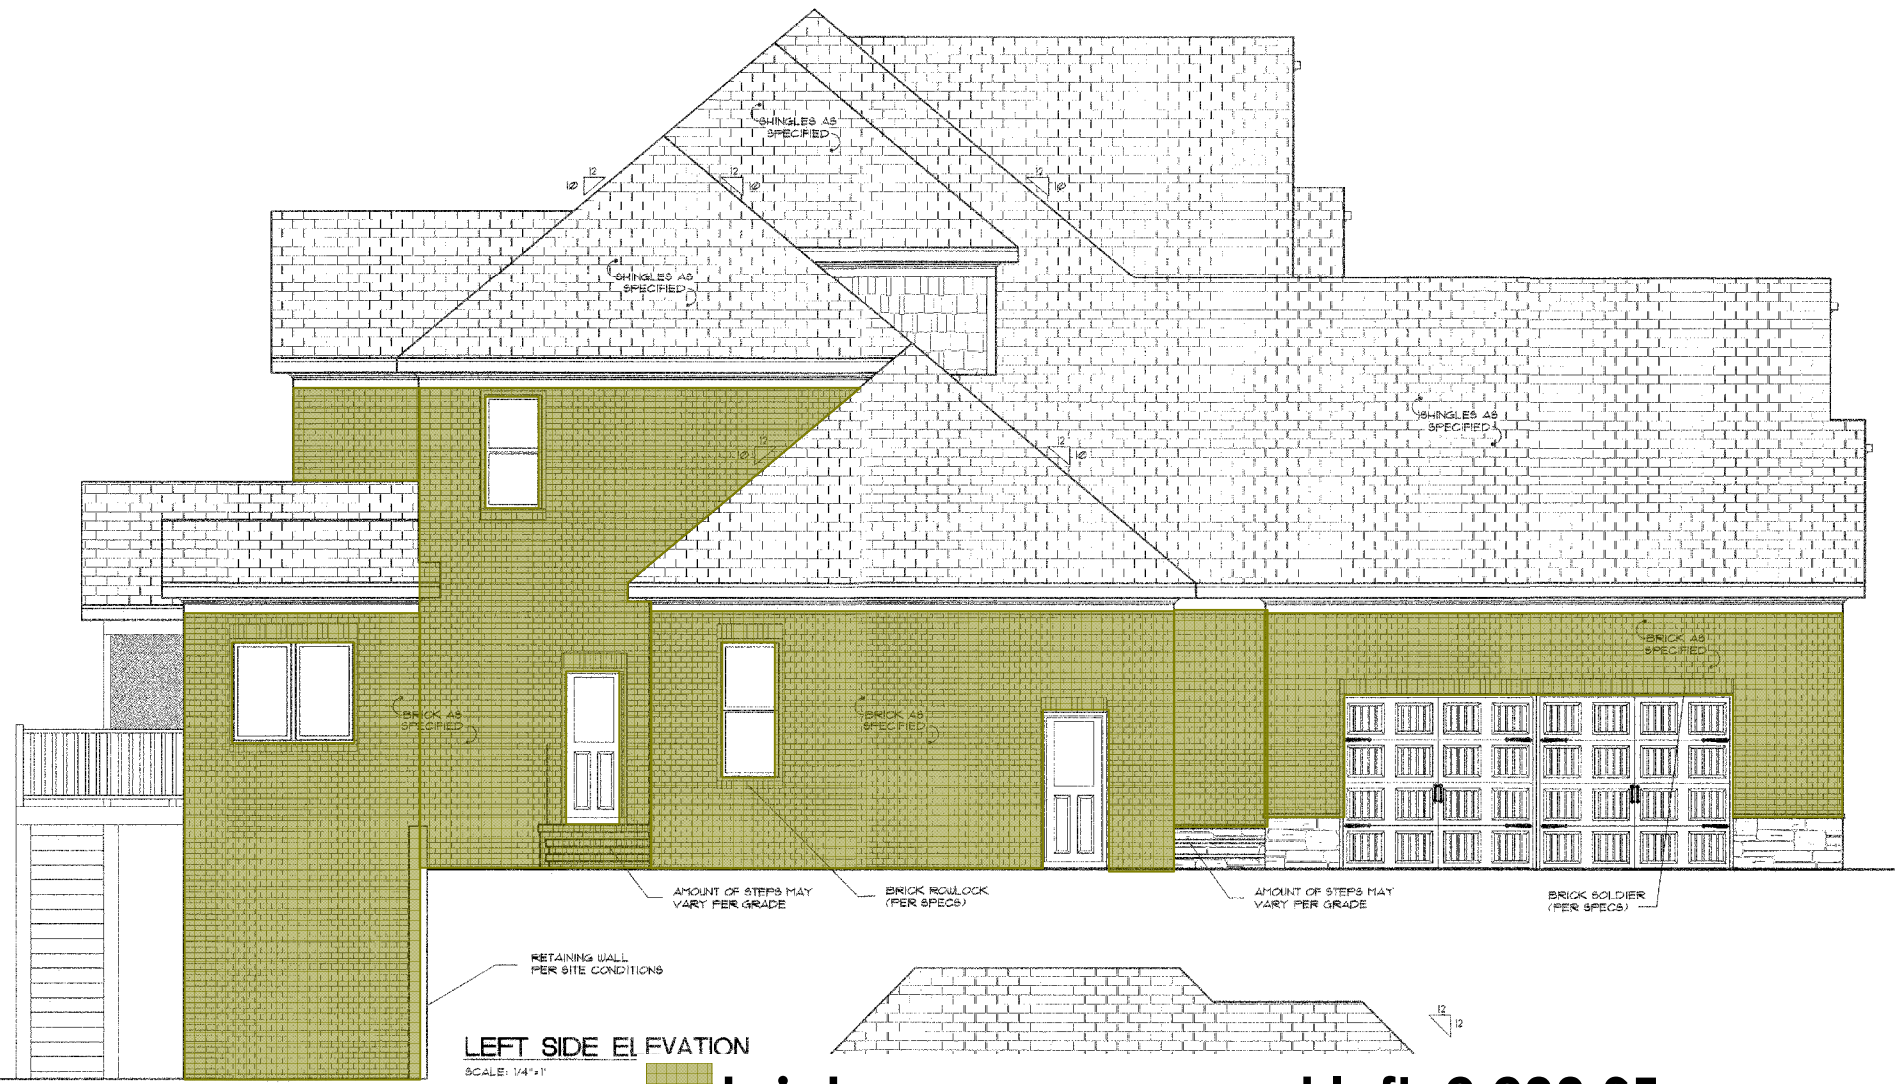 SHINGLES AS
SPECIFIED
12
10
12
10
12
10
SHINGLES AS
SPECIFIED
SHINGLES AS
SPECIFIED
12
10
12
10
BRICK AS
SPECIFIED
BRICK AS
SPECIFIED
BRICK AS
SPECIFIED
AMOUNT OF STEPS MAY
VARY PER GRADE
BRICK ROWLOCK
(PER SPECS)
AMOUNT OF STEPS MAY
VARY PER GRADE
BRICK SOLDIER
(PER SPECS)
RETAINING WALL
PER SITE CONDITIONS
12
12
LEFT SIDE ELEVATION
SCALE: 1/4"=1'